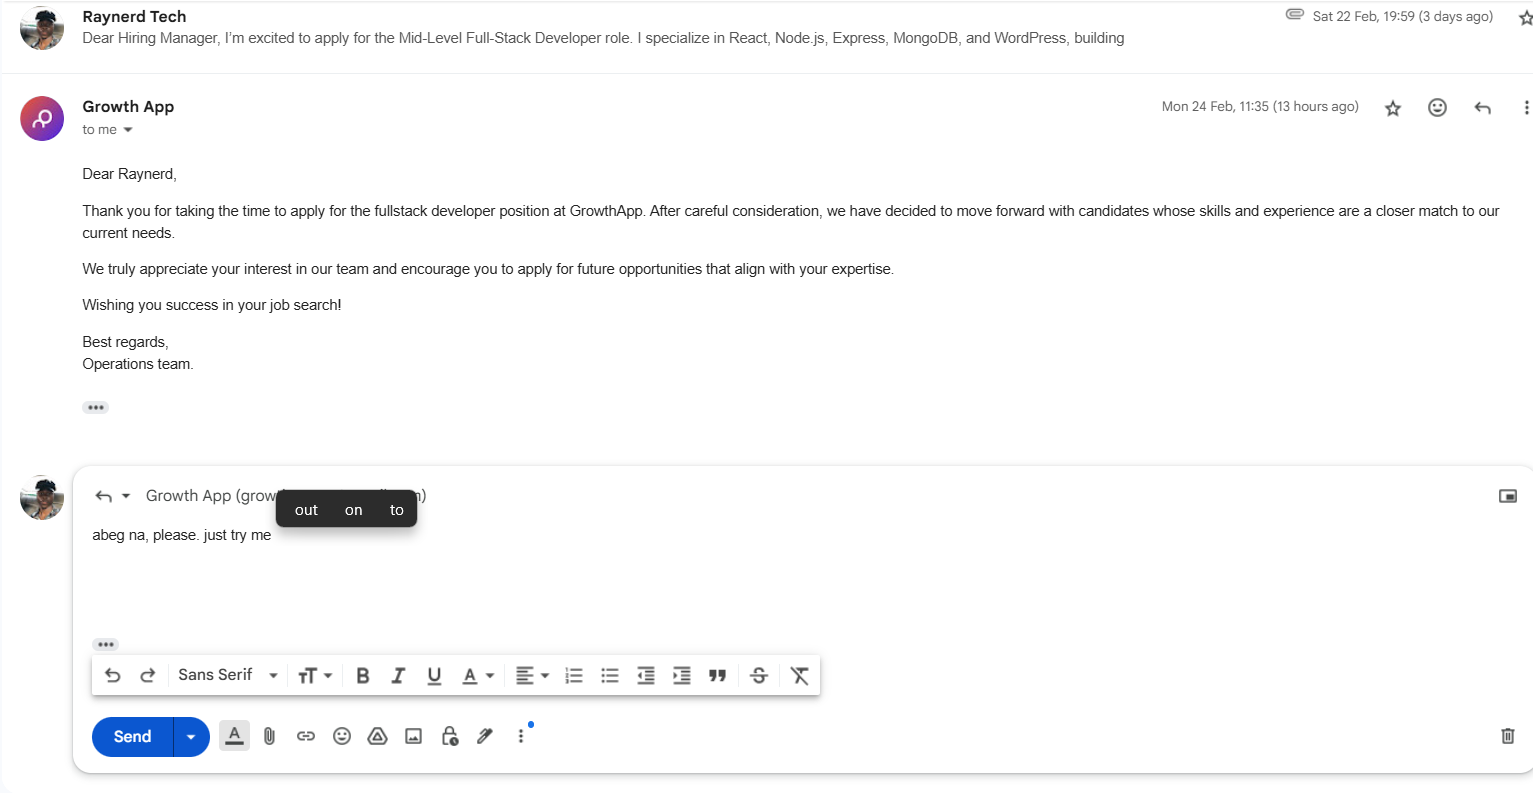 Raynerd Tech
Sat 22 Feb, 19:59 (3 days ago)
Dear Hiring Manager, I'm excited to apply for the Mid-Level Full-Stack Developer role. I specialize in React, Node.js, Express, MongoDB, and WordPress, building
Growth App
Mon 24 Feb, 11:35 (13 hours ago)
to me
Dear Raynerd,
Thank you for taking the time to apply for the fullstack developer position at GrowthApp. After careful consideration, we have decided to move forward with candidates whose skills and experience are a closer match to our
current needs.
We truly appreciate your interest in our team and encourage you to apply for future opportunities that align with your expertise.
Wishing you success in your job search!
Best regards,
Operations team.
Growth App
out on to
abeg na, please. just try me
Sans Serif
Send